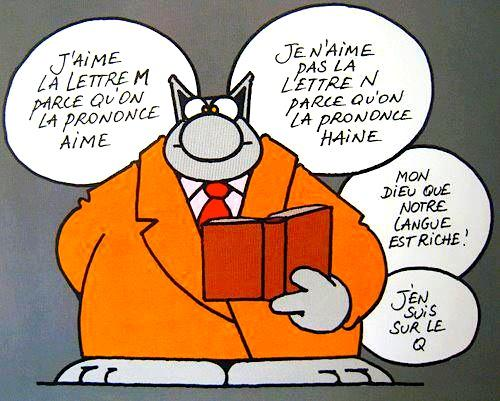 J'AIME
LA LETTRE M
PARCE QU'ON
LA PRONONCE
AIME
JE N'AIME
PAS LA
LETTRE N
PARCE QU'ON
LA PRONONCE
HAINE
MON
DIEU QUE
NOTRE
LANGUE
EST RICHE!
J'EN
SUIS
SUR LE
Q